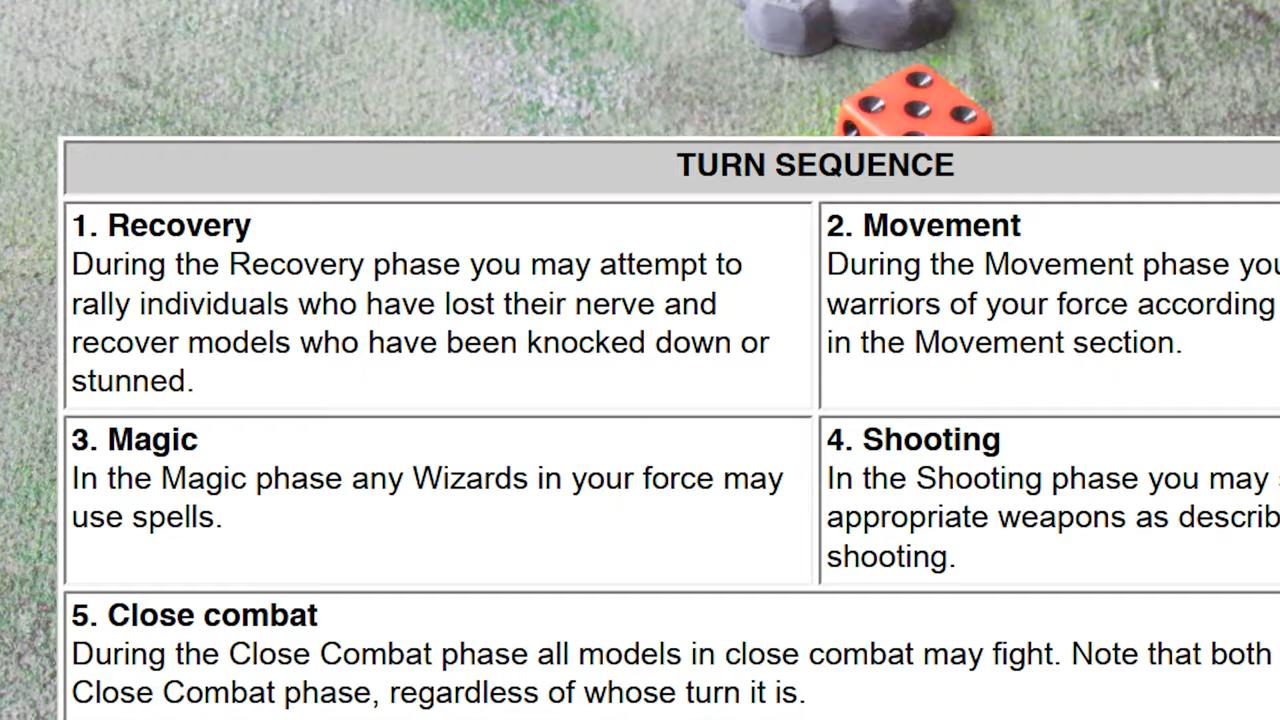 TURN SEQUENCE
1. Recovery
During the Recovery phase you may attempt to
rally individuals who have lost their nerve and
recover models who have been knocked down or
stunned.
2. Movement
During the Movement phase you
warriors of your force according
in the Movement section.
3. Magic
In the Magic phase any Wizards in your force may
use spells.
4. Shooting
In the Shooting phase you may
appropriate weapons as describ
shooting.
5. Close combat
During the Close Combat phase all models in close combat may fight. Note that both
Close Combat phase, regardless of whose turn it is.